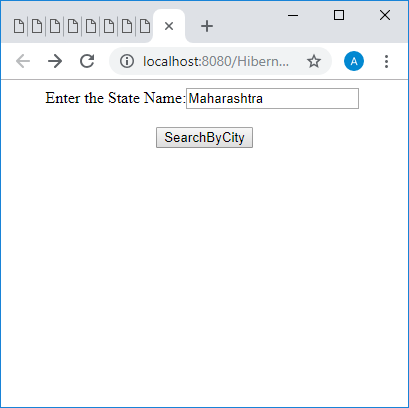 localhost:8080/Hibern...
A
Enter the State Name:Maharashtra
SearchByCity